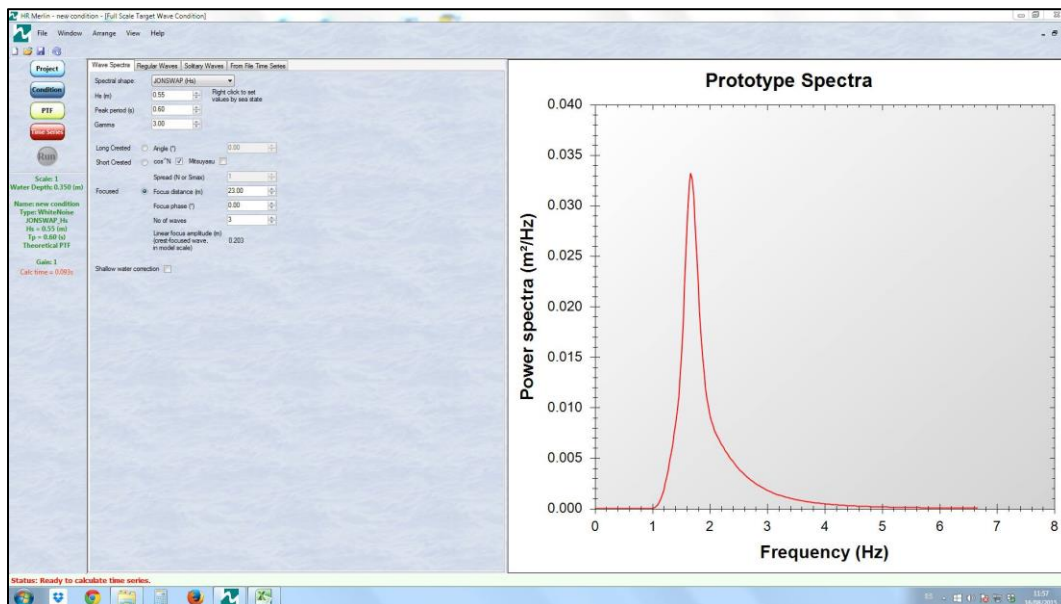 HR Merlin - new condition - [Full Scale Target Wave Condition]
File Window Arrange View Help
Project
Condition
PTF
Time Series
Run
Scale: 1
Water Depth: 0.350 (m)
Name: new condition
Type: WhiteNoise
JONSWAP_Hs
Hs = 0.55 (m)
Tp = 0.60 (s)
Theoretical PTF
Gain: 1
Calc time = 0.093s
Wave Spectra Regular Waves Solitary Waves From File Time Series
Spectral shape JONSWAP (Hs)
Hs (m) 0.55 Right click to set
values by sea state
Peak period (s) 0.60
Gamma 3.00
Long Crested Angle (°) 0.00
Short Crested cos^N Mitsuyasu
Spread (N or Smax) 1
Focused Focus distance (m) 23.00
Focus phase (°) 0.00
No of waves 3
Linear focus amplitude (m)
(crest-focused wave, 0.203
in model scale)
Shallow water correction
Prototype Spectra
Power spectra (m²/Hz)
0.040
0.035
0.030
0.025
0.020
0.015
0.010
0.005
0.000
0 1 2 3 4 5 6 7 8
Frequency (Hz)
Status: Ready to calculate time series.
ES 11:57